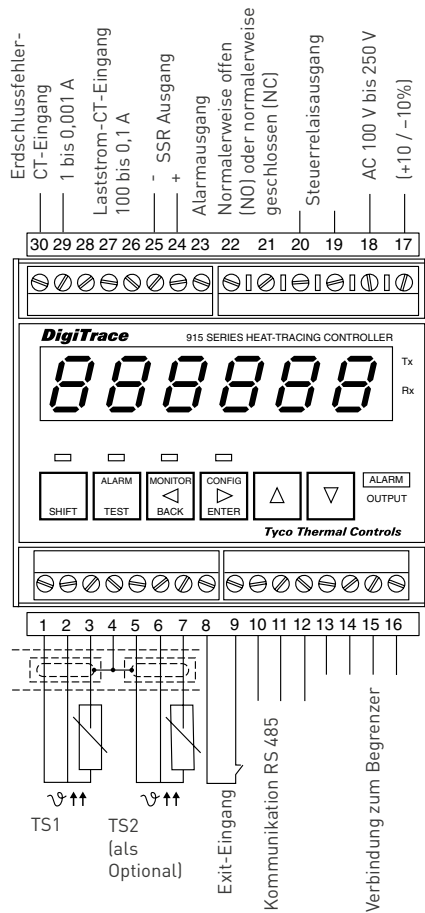 Erdschlussfehler-
CT-Eingang
1 bis 0,001 A
Laststrom-CT-Eingang
100 bis 0,1 A
- SSR Ausgang
+
Alarmausgang
Normalerweise offen
(NO) oder normalerweise
geschlossen (NC)
Steuerrelaisausgang
AC 100 V bis 250 V
(+10 / –10%)
30 29 28 27 26 25 24 23 22 21 20 19 18 17
DigiTrace 915 SERIES HEAT-TRACING CONTROLLER
888888
Tx
Rx
SHIFT
ALARM
TEST
MONITOR
BACK
CONFIG
ENTER
ALARM
OUTPUT
Tyco Thermal Controls
1 2 3 4 5 6 7 8 9 10 11 12 13 14 15 16
ϑ ϑ
TS1
TS2
(als
Optional)
Exit-Eingang
Kommunikation RS 485
Verbindung zum Begrenzer